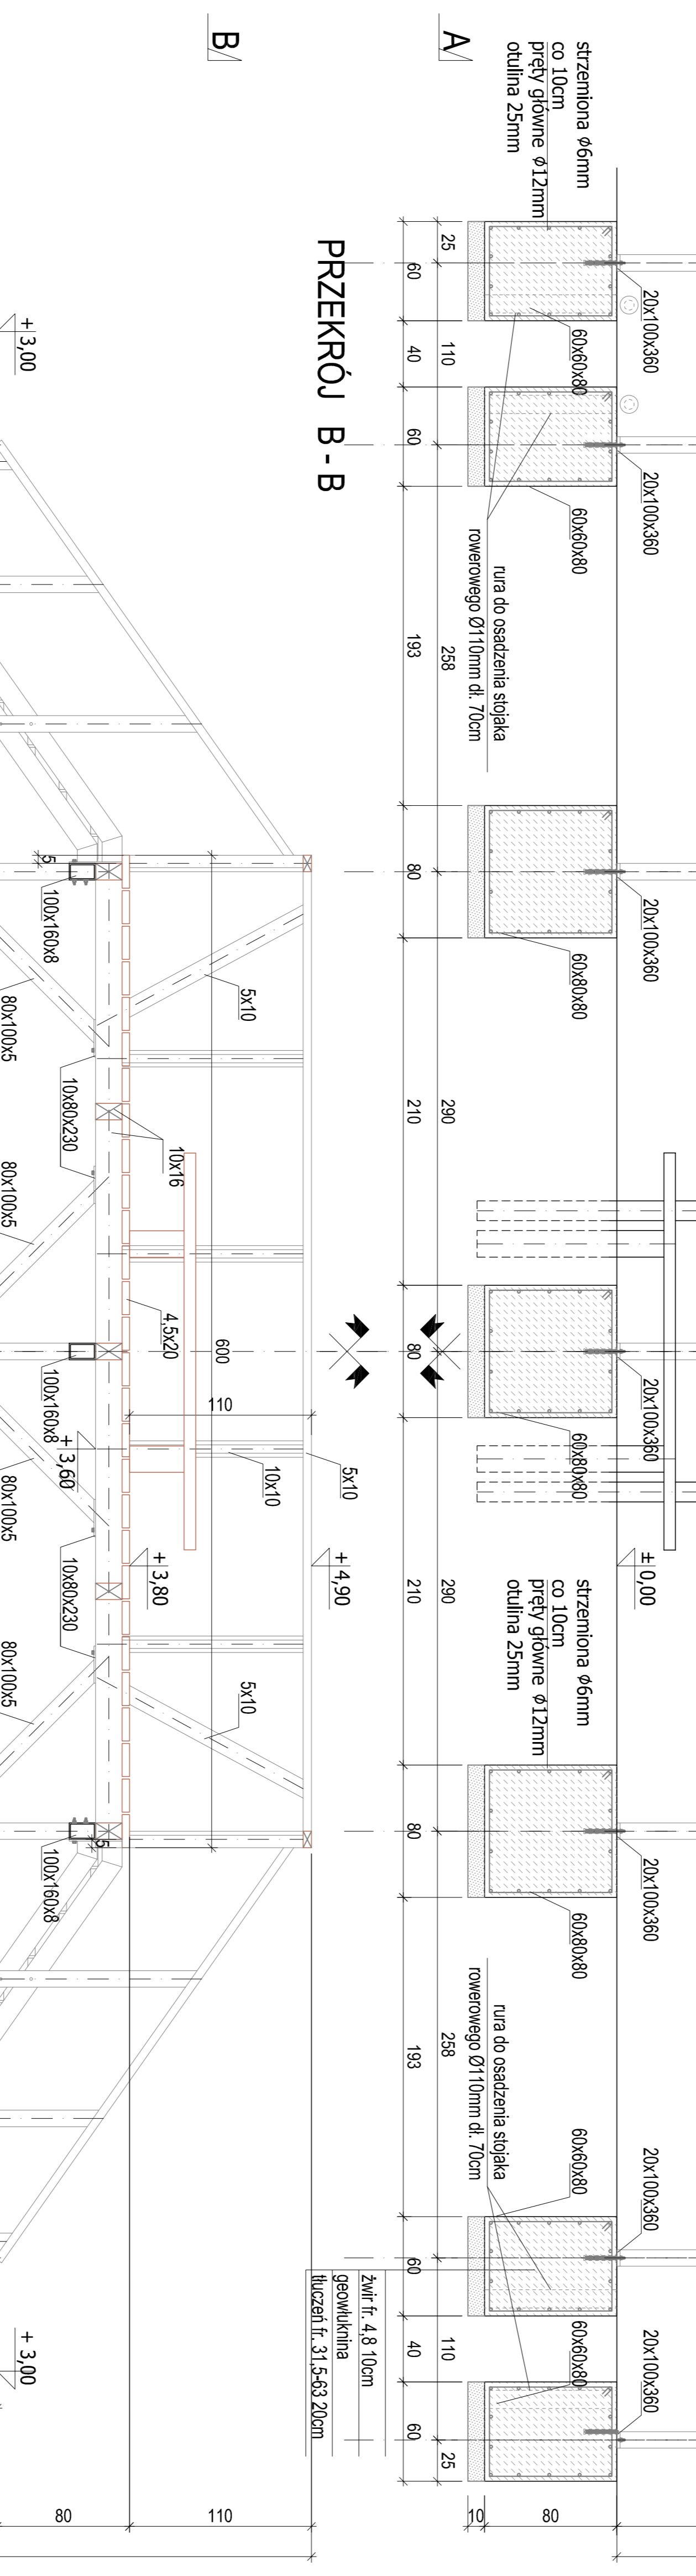 A
B
PRZEKRÓJ B - B
strzemiona ϕ6mm
co 10cm
pręty główne ϕ12mm
otulina 25mm
20x100x360
60x60x80
20x100x360
60x60x80
20x100x360
60x80x80
20x100x360
60x80x80
± 0,00
strzemiona ϕ6mm
co 10cm
pręty główne ϕ12mm
otulina 25mm
20x100x360
60x80x80
20x100x360
60x60x80
20x100x360
60x60x80
rura do osadzenia stojaka
rowerowego Ø110mm dł. 70cm
rura do osadzenia stojaka
rowerowego Ø110mm dł. 70cm
25
110
258
290
290
258
110
25
60
40
60
193
80
210
80
210
80
193
60
40
60
80
10
żwir fr. 4,8 10cm
geowłuknina
tłuczeń fr. 31,5-63 20cm
+ 4,90
5x10
110
110
5x10
10x10
5x10
600
4,5x20
10x16
+ 3,80
80
5
5
100x160x8
10x80x230
100x160x8
+ 3,60
10x80x230
100x160x8
+ 3,00
80x100x5
80x100x5
80x100x5
80x100x5
+ 3,00